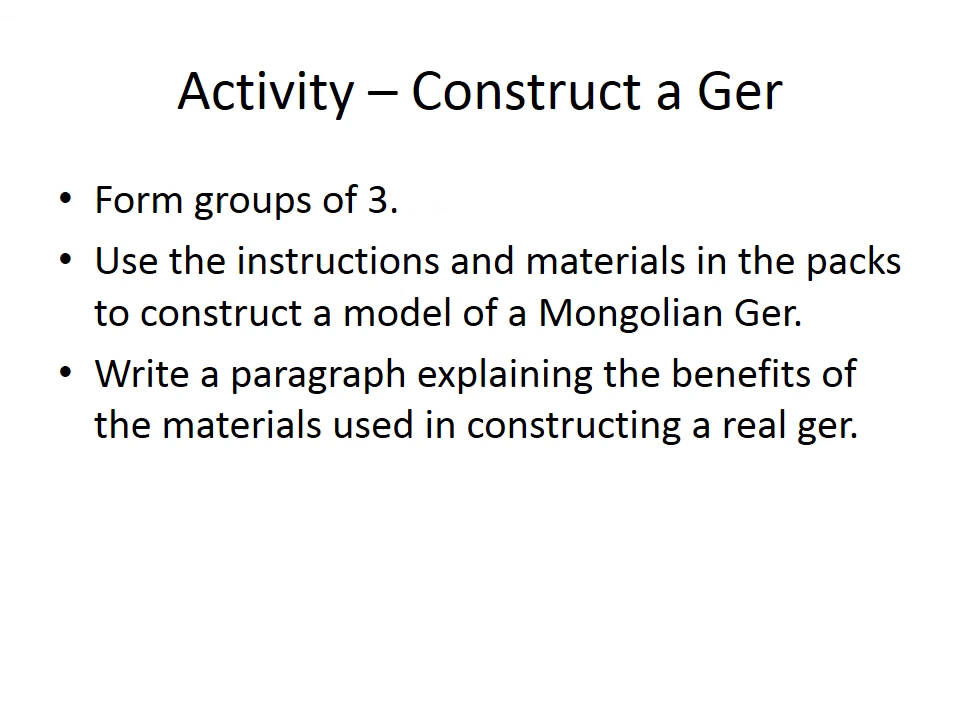 Activity – Construct a Ger
• Form groups of 3.
• Use the instructions and materials in the packs
to construct a model of a Mongolian Ger.
• Write a paragraph explaining the benefits of
the materials used in constructing a real ger.